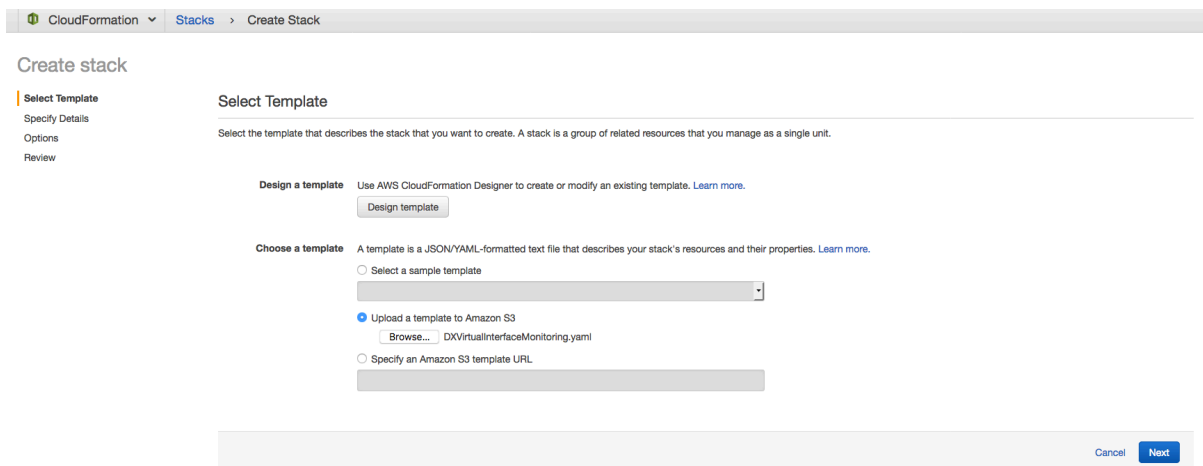 CloudFormation Stacks > Create Stack
Create stack
Select Template
Specify Details
Options
Review
Select Template
Select the template that describes the stack that you want to create. A stack is a group of related resources that you manage as a single unit.
Design a template Use AWS CloudFormation Designer to create or modify an existing template. Learn more.
Design template
Choose a template A template is a JSON/YAML-formatted text file that describes your stack's resources and their properties. Learn more.
Select a sample template
Upload a template to Amazon S3
Browse... DXVirtualInterfaceMonitoring.yaml
Specify an Amazon S3 template URL
Cancel Next